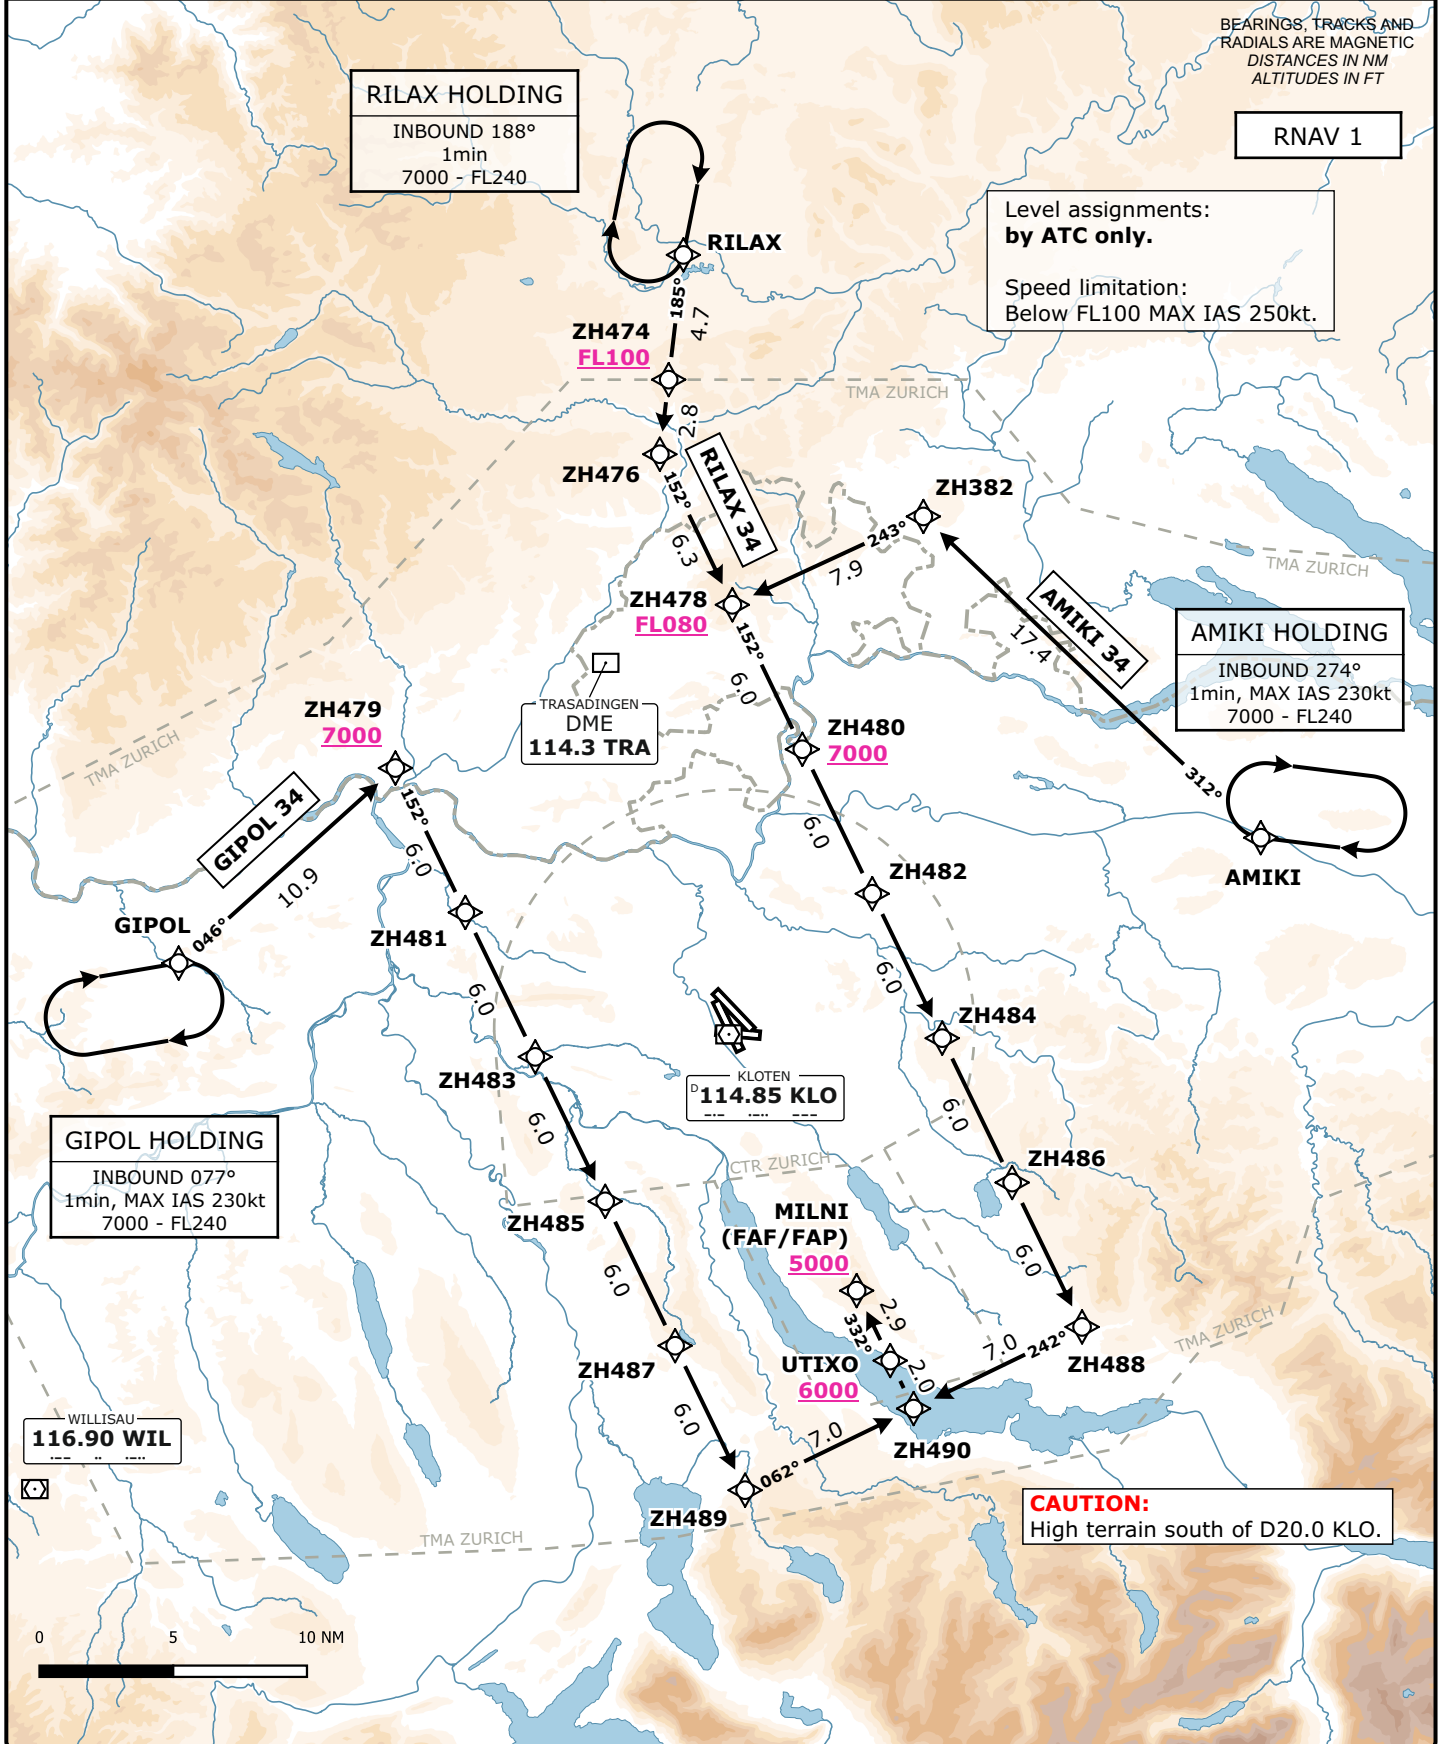 BEARINGS, TRACKS AND
RADIALS ARE MAGNETIC
DISTANCES IN NM
ALTITUDES IN FT
RNAV 1
RILAX HOLDING
INBOUND 188°
1min
7000 - FL240
Level assignments:
by ATC only.
Speed limitation:
Below FL100 MAX IAS 250kt.
RILAX
185°
4.7
ZH474
FL100
2.8
TMA ZURICH
ZH476
152°
6.3
RILAX 34
ZH382
243°
7.9
TMA ZURICH
ZH478
FL080
152°
6.0
AMIKI 34
17.4
312°
AMIKI HOLDING
INBOUND 274°
1min, MAX IAS 230kt
7000 - FL240
AMIKI
TRASADINGEN
DME
114.3 TRA
ZH479
7000
TMA ZURICH
152°
6.0
ZH480
7000
6.0
GIPOL 34
10.9
046°
GIPOL
ZH482
6.0
ZH481
6.0
ZH484
6.0
ZH483
6.0
KLOTEN
D 114.85 KLO
-·- ·-·· ---
GIPOL HOLDING
INBOUND 077°
1min, MAX IAS 230kt
7000 - FL240
CTR ZURICH
ZH486
6.0
ZH485
6.0
MILNI
(FAF/FAP)
5000
2.9
332°
UTIXO
6000
2.0
7.0
242°
ZH488
TMA ZURICH
ZH487
6.0
7.0
062°
ZH490
WILLISAU
116.90 WIL
·-- ·· ·-··
ZH489
TMA ZURICH
CAUTION:
High terrain south of D20.0 KLO.
0 5 10 NM